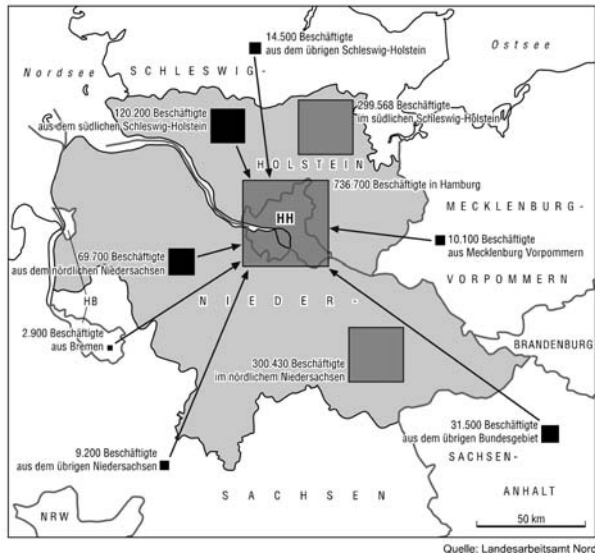 14.500 Beschäftigte
aus dem übrigen Schleswig-Holstein
Ostsee
Nordsee
SCHLESWIG-
120.200 Beschäftigte
aus dem südlichen Schleswig-Holstein
299.568 Beschäftigte
im südlichen Schleswig-Holstein
HOLSTEIN
736.700 Beschäftigte in Hamburg
HH
MECKLENBURG-
10.100 Beschäftigte
aus Mecklenburg Vorpommern
69.700 Beschäftigte
aus dem nördlichen Niedersachsen
VORPOMMERN
HB
NIEDER-
2.900 Beschäftigte
aus Bremen
BRANDENBURG
300.430 Beschäftigte
im nördlichem Niedersachsen
31.500 Beschäftigte
aus dem übrigen Bundesgebiet
9.200 Beschäftigte
aus dem übrigen Niedersachsen
SACHSEN-
SACHSEN
ANHALT
NRW
50 km
Quelle: Landesarbeitsamt Nord